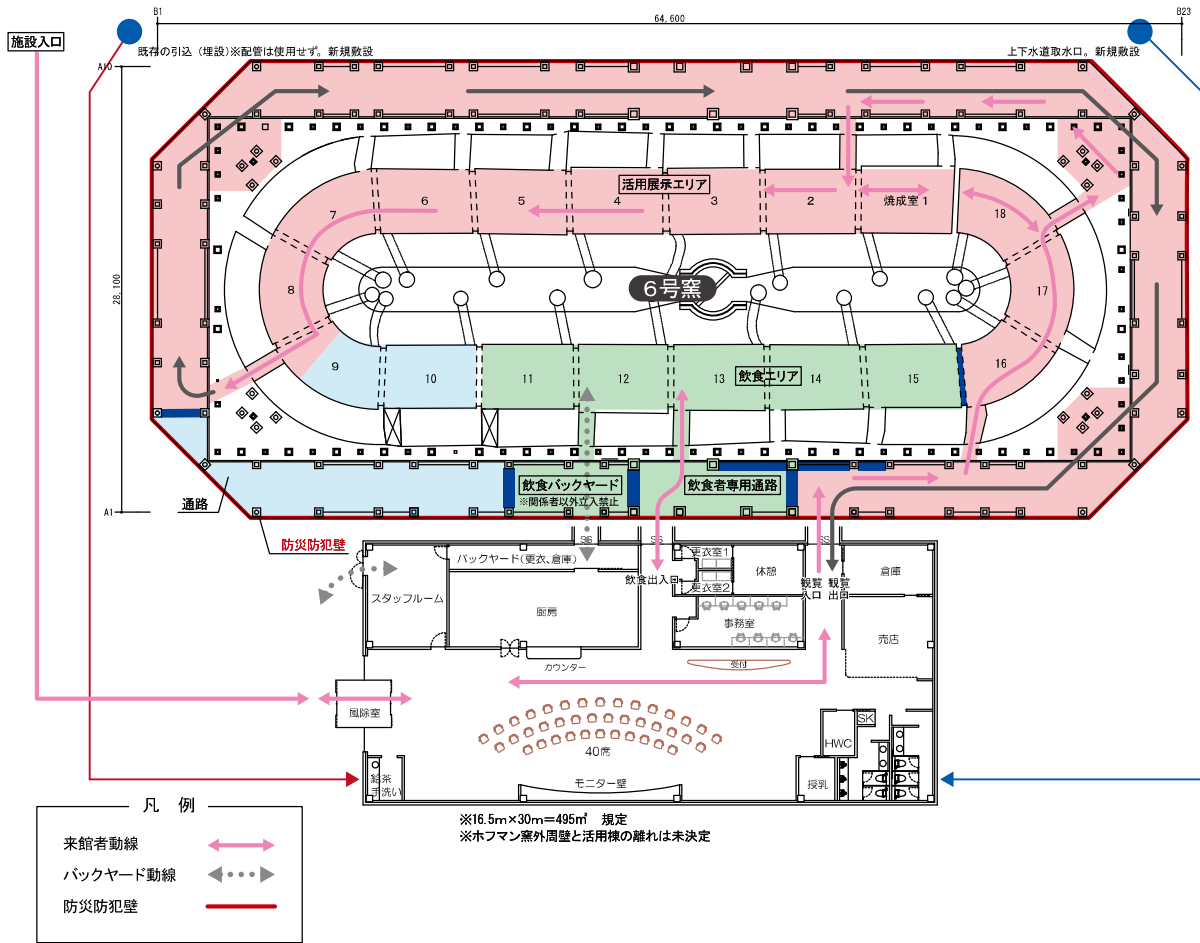 B1
B23
64,600
施設入口
既存の引込（埋設）※配管は使用せず。新規敷設
上下水道取水口。新規敷設
A10
28,100
活用展示エリア
7
6
5
4
3
2
焼成室1
18
8
6号窯
17
9
10
11
12
13
飲食エリア
14
15
16
飲食バックヤード
※関係者以外立入禁止
飲食者専用通路
通路
A1
防災防犯壁
SS
SS
SS
バックヤード(更衣、倉庫)
飲食出入口
更衣室1
更衣室2
休憩
観覧
入口
観覧
出口
倉庫
スタッフルーム
厨房
事務室
売店
カウンター
受付
風除室
40席
SK
HWC
給茶
手洗い
モニター壁
授乳
※16.5m×30m＝495㎡　規定
※ホフマン窯外周壁と活用棟の離れは未決定
凡　例
来館者動線
バックヤード動線
防災防犯壁